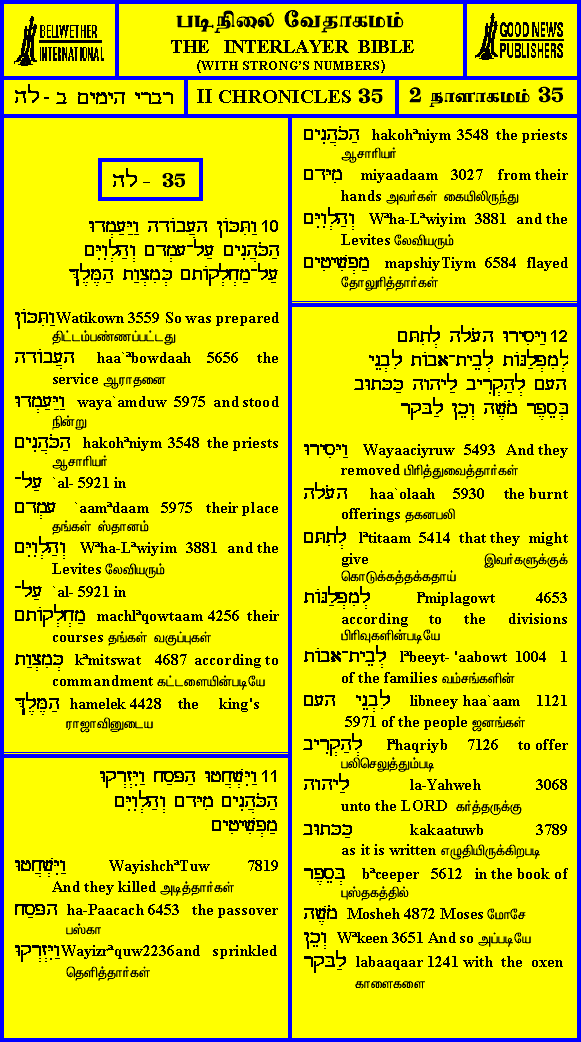 BELLWETHER INTERNATIONAL
படிநிலை வேதாகமம்
THE INTERLAYER BIBLE
(WITH STRONG'S NUMBERS)
GOOD NEWS PUBLISHERS
דברי הימים ב - לה
II CHRONICLES 35
2 நாளாகமம் 35
לה - 35
10 וַתִּכּוֹן הָעֲבוֹדָה וַיַּעַמְדוּ
הַכֹּהֲנִים עַל־עָמְדָם וְהַלְוִיִּם
עַל־מַחְלְקוֹתָם כְּמִצְוַת הַמֶּלֶךְ
וַתִּכּוֹן Watikown 3559 So was prepared
திட்டம்பண்ணப்பட்டது
הָעֲבוֹדָה haa`ᵃbowdaah 5656 the
service ஆராதனை
וַיַּעַמְדוּ waya`amduw 5975 and stood
நின்று
הַכֹּהֲנִים hakohᵃniym 3548 the priests
ஆசாரியர்
עַל־ `al- 5921 in
עָמְדָם `aamᵃdaam 5975 their place
தங்கள் ஸ்தானம்
וְהַלְוִיִּם Wᵃha-Lᵃwiyim 3881 and the
Levites லேவியரும்
עַל־ `al- 5921 in
מַחְלְקוֹתָם machlᵃqowtaam 4256 their
courses தங்கள் வகுப்புகள்
כְּמִצְוַת kᵃmitswat 4687 according to
commandment கட்டளையின்படியே
הַמֶּלֶךְ hamelek 4428 the king's
ராஜாவினுடைய
11 וַיִּשְׁחֲטוּ הַפָּסַח וַיִּזְרְקוּ
הַכֹּהֲנִים מִיָּדָם וְהַלְוִיִּם
מַפְשִׁיטִים
וַיִּשְׁחֲטוּ WayishchᵃTuw 7819
And they killed அடித்தார்கள்
הַפָּסַח ha-Paacach 6453 the passover
பஸ்கா
וַיִּזְרְקוּ Wayizrᵃquw2236and sprinkled
தெளித்தார்கள்
הַכֹּהֲנִים hakohᵃniym 3548 the priests
ஆசாரியர்
מִיָּדָם miyaadaam 3027 from their
hands அவர்கள் கையிலிருந்து
וְהַלְוִיִּם Wᵃha-Lᵃwiyim 3881 and the
Levites லேவியரும்
מַפְשִׁיטִים mapshiyTiym 6584 flayed
தோலுரித்தார்கள்
12 וַיָּסִירוּ הָעֹלָה לְתִתָּם
לְמִפְלַגּוֹת לְבֵית־אָבוֹת לִבְנֵי
הָעָם לְהַקְרִיב לַיהוָה כַּכָּתוּב
בְּסֵפֶר מֹשֶׁה וְכֵן לַבָּקָר
וַיָּסִירוּ Wayaaciyruw 5493 And they
removed பிரித்துவைத்தார்கள்
הָעֹלָה haa`olaah 5930 the burnt
offerings தகனபலி
לְתִתָּם lᵃtitaam 5414 that they might
give இவர்களுக்குக்
கொடுக்கத்தக்கதாய்
לְמִפְלַגּוֹת lᵃmiplagowt 4653
according to the divisions
பிரிவுகளின்படியே
לְבֵית־אָבוֹת lᵃbeeyt- 'aabowt 1004 1
of the families வம்சங்களின்
לִבְנֵי הָעָם libneey haa`aam 1121
5971 of the people ஜனங்கள்
לְהַקְרִיב lᵃhaqriyb 7126 to offer
பலிசெலுத்தும்படி
לַיהוָה la-Yahweh 3068
unto the LORD கர்த்தருக்கு
כַּכָּתוּב kakaatuwb 3789
as it is written எழுதியிருக்கிறபடி
בְּסֵפֶר bᵃceeper 5612 in the book of
புஸ்தகத்தில்
מֹשֶׁה Mosheh 4872 Moses மோசே
וְכֵן Wᵃkeen 3651 And so அப்படியே
לַבָּקָר labaaqaar 1241 with the oxen
காளைகளை